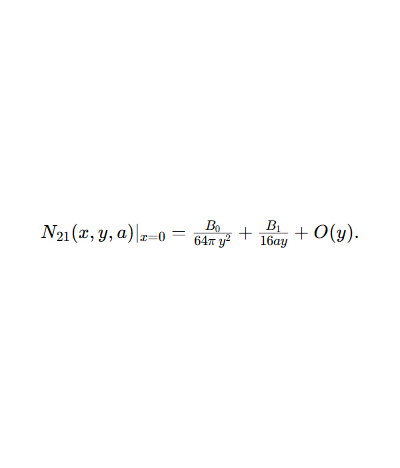 $N_{21}(x, y, a)|_{x=0} = \frac{B_0}{64\pi\, y^2} + \frac{B_1}{16ay} + O(y).$